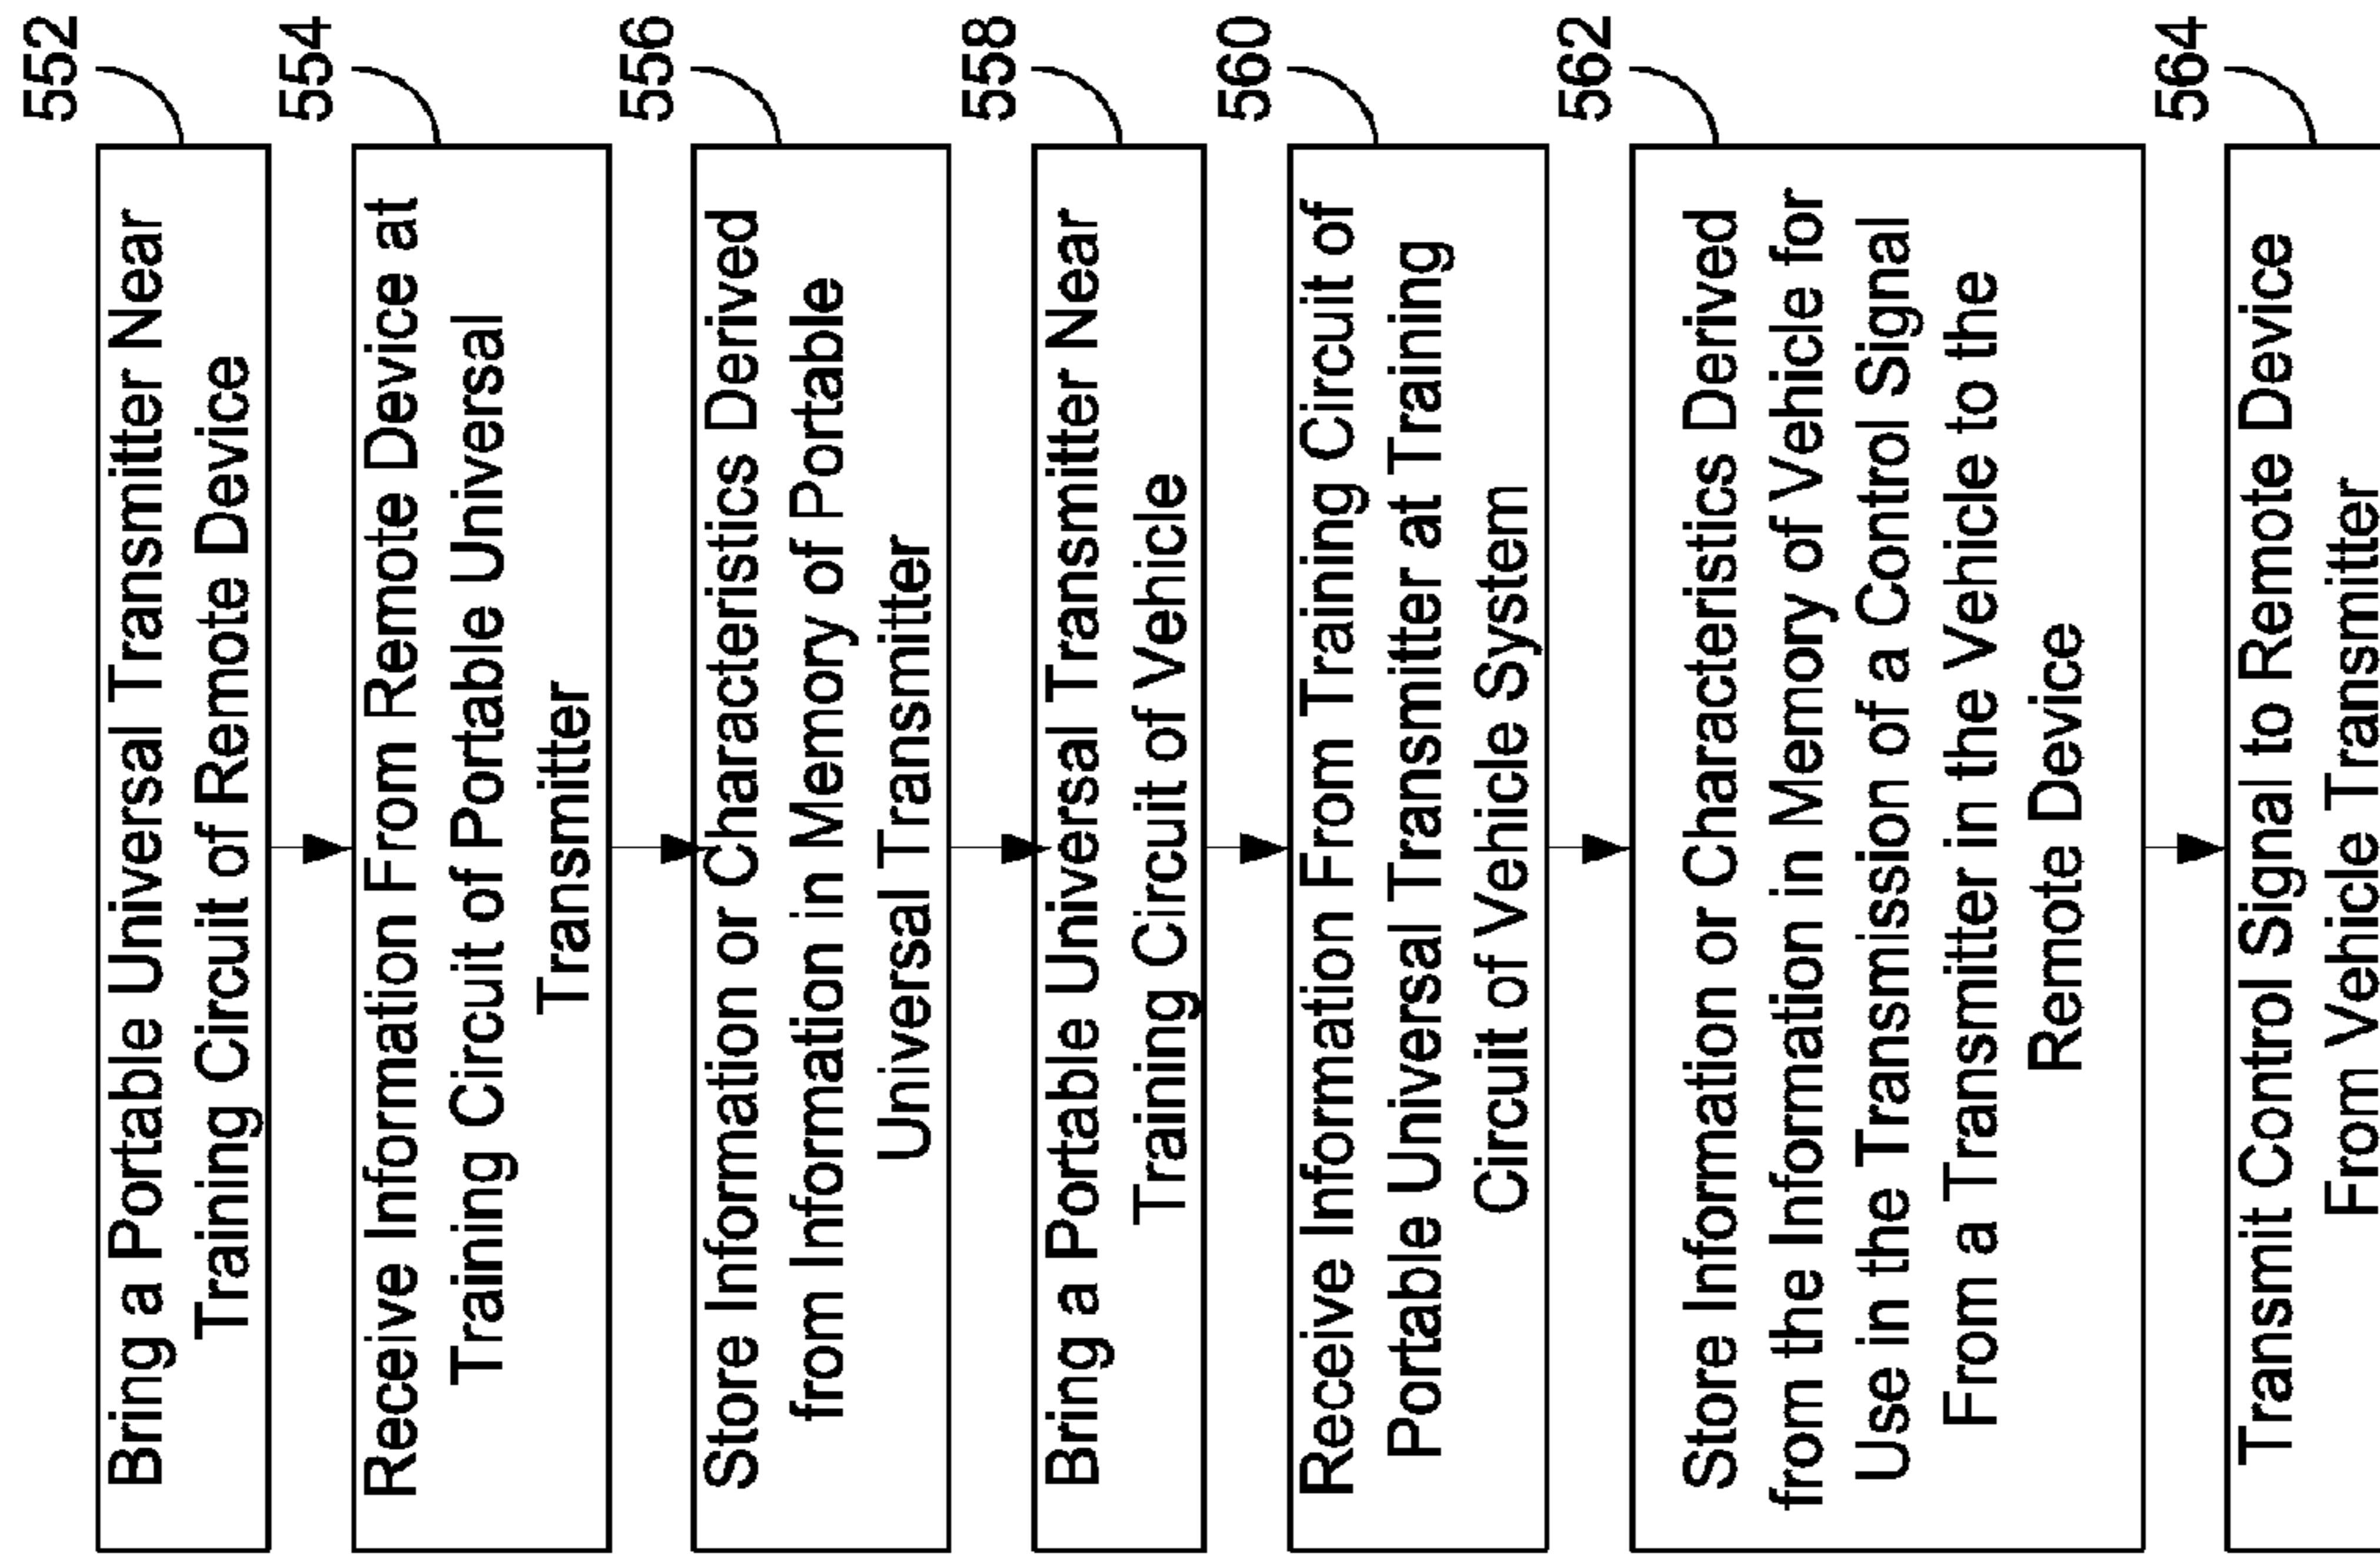 552
Bring a Portable Universal Transmitter Near
Training Circuit of Remote Device
554
Receive Information From Remote Device at
Training Circuit of Portable Universal
Transmitter
556
Store Information or Characteristics Derived
from Information in Memory of Portable
Universal Transmitter
558
Bring a Portable Universal Transmitter Near
Training Circuit of Vehicle
560
Receive Information From Training Circuit of
Portable Universal Transmitter at Training
Circuit of Vehicle System
562
Store Information or Characteristics Derived
from the Information in Memory of Vehicle for
Use in the Transmission of a Control Signal
From a Transmitter in the Vehicle to the
Remote Device
564
Transmit Control Signal to Remote Device
From Vehicle Transmitter